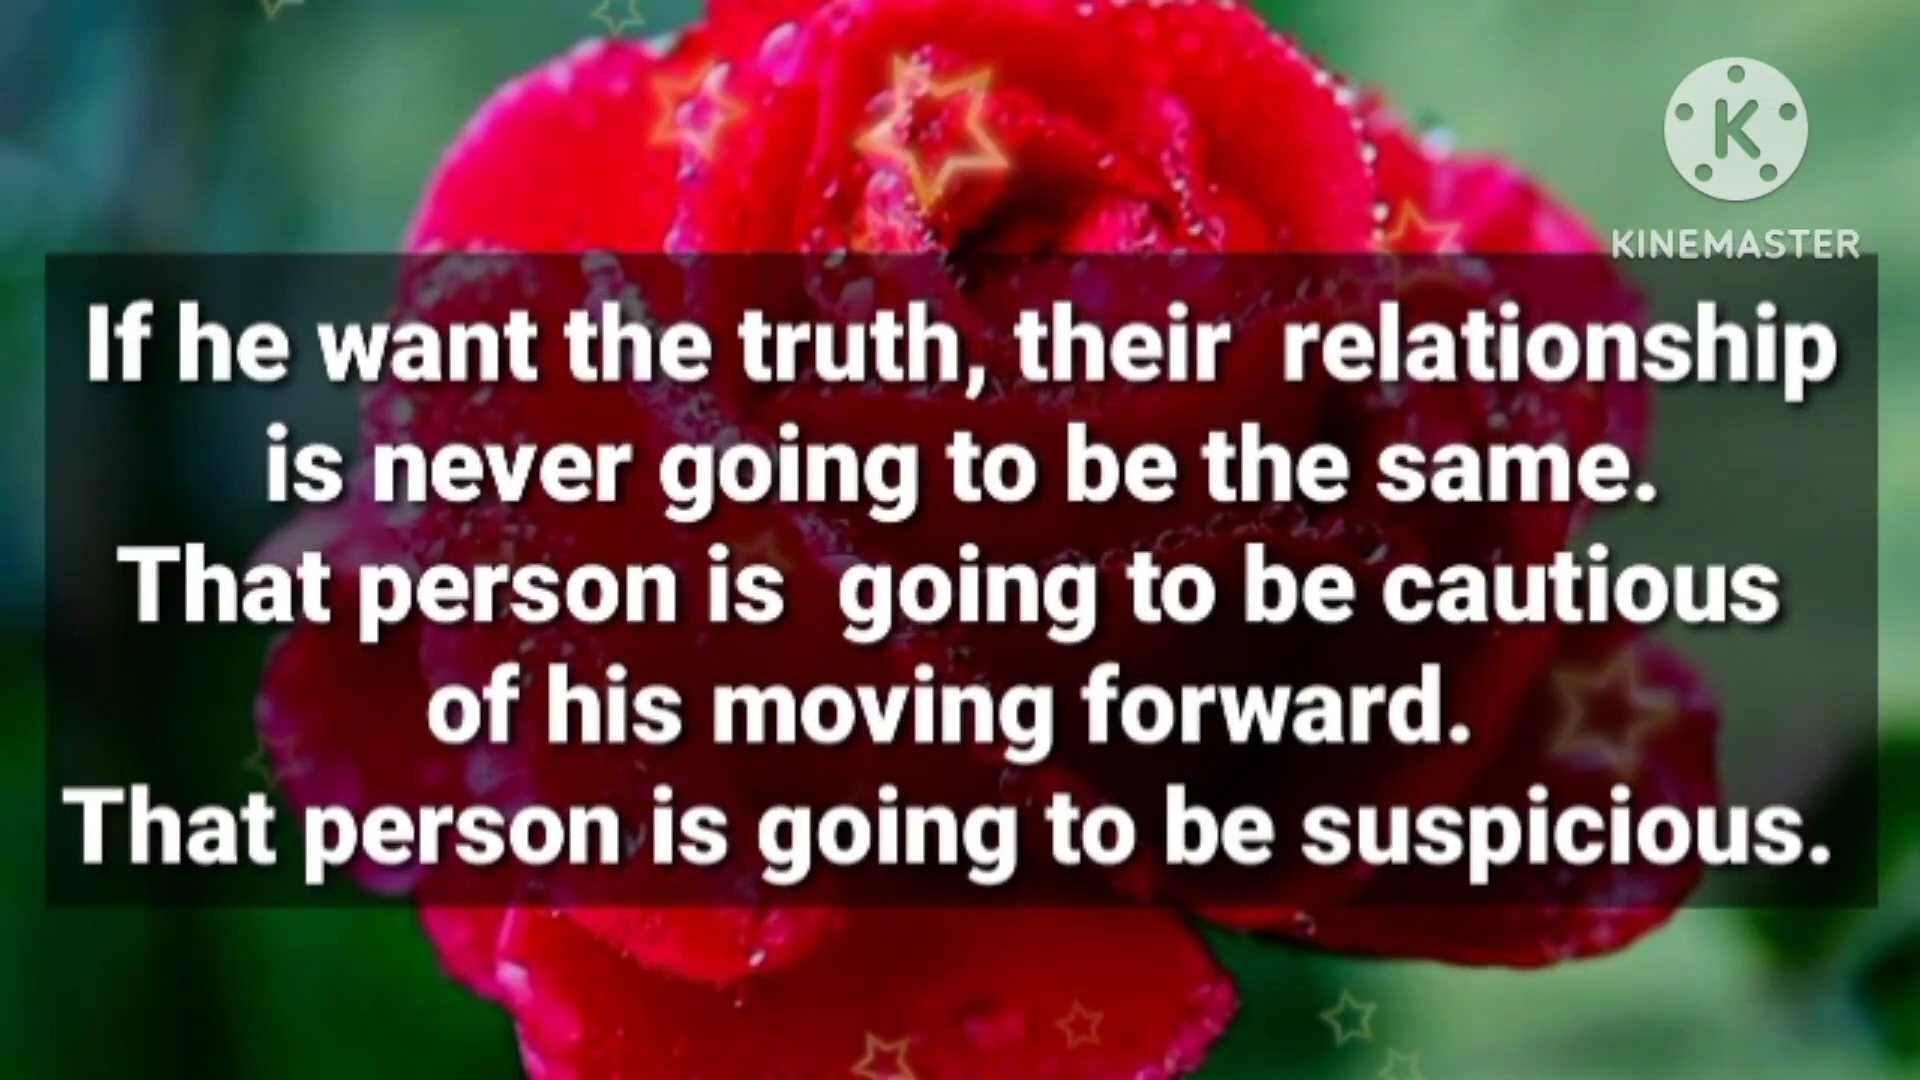 KINEMASTER
If he want the truth, their relationship
is never going to be the same.
That person is going to be cautious
of his moving forward.
That person is going to be suspicious.